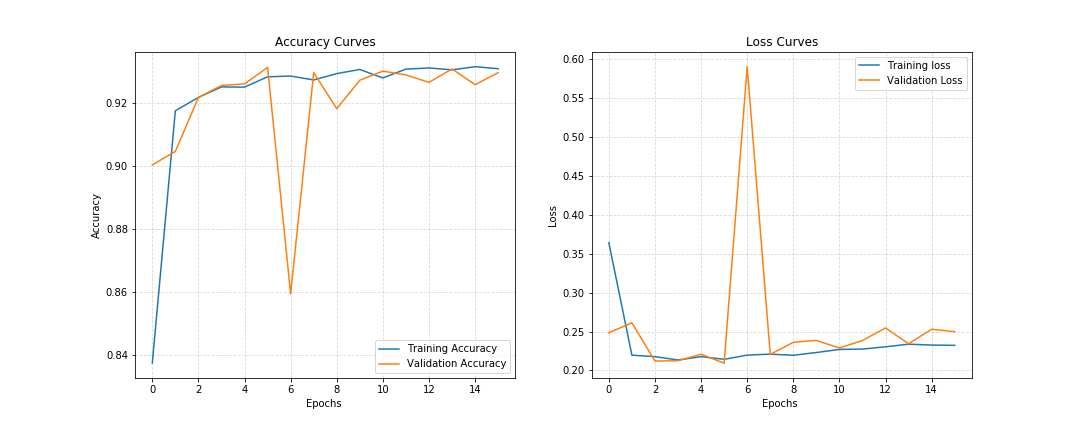 Accuracy Curves
0.92
0.90
0.88
0.86
0.84
Accuracy
0 2 4 6 8 10 12 14
Epochs
Training Accuracy
Validation Accuracy
Loss Curves
0.60
0.55
0.50
0.45
0.40
0.35
0.30
0.25
0.20
Loss
0 2 4 6 8 10 12 14
Epochs
Training loss
Validation Loss